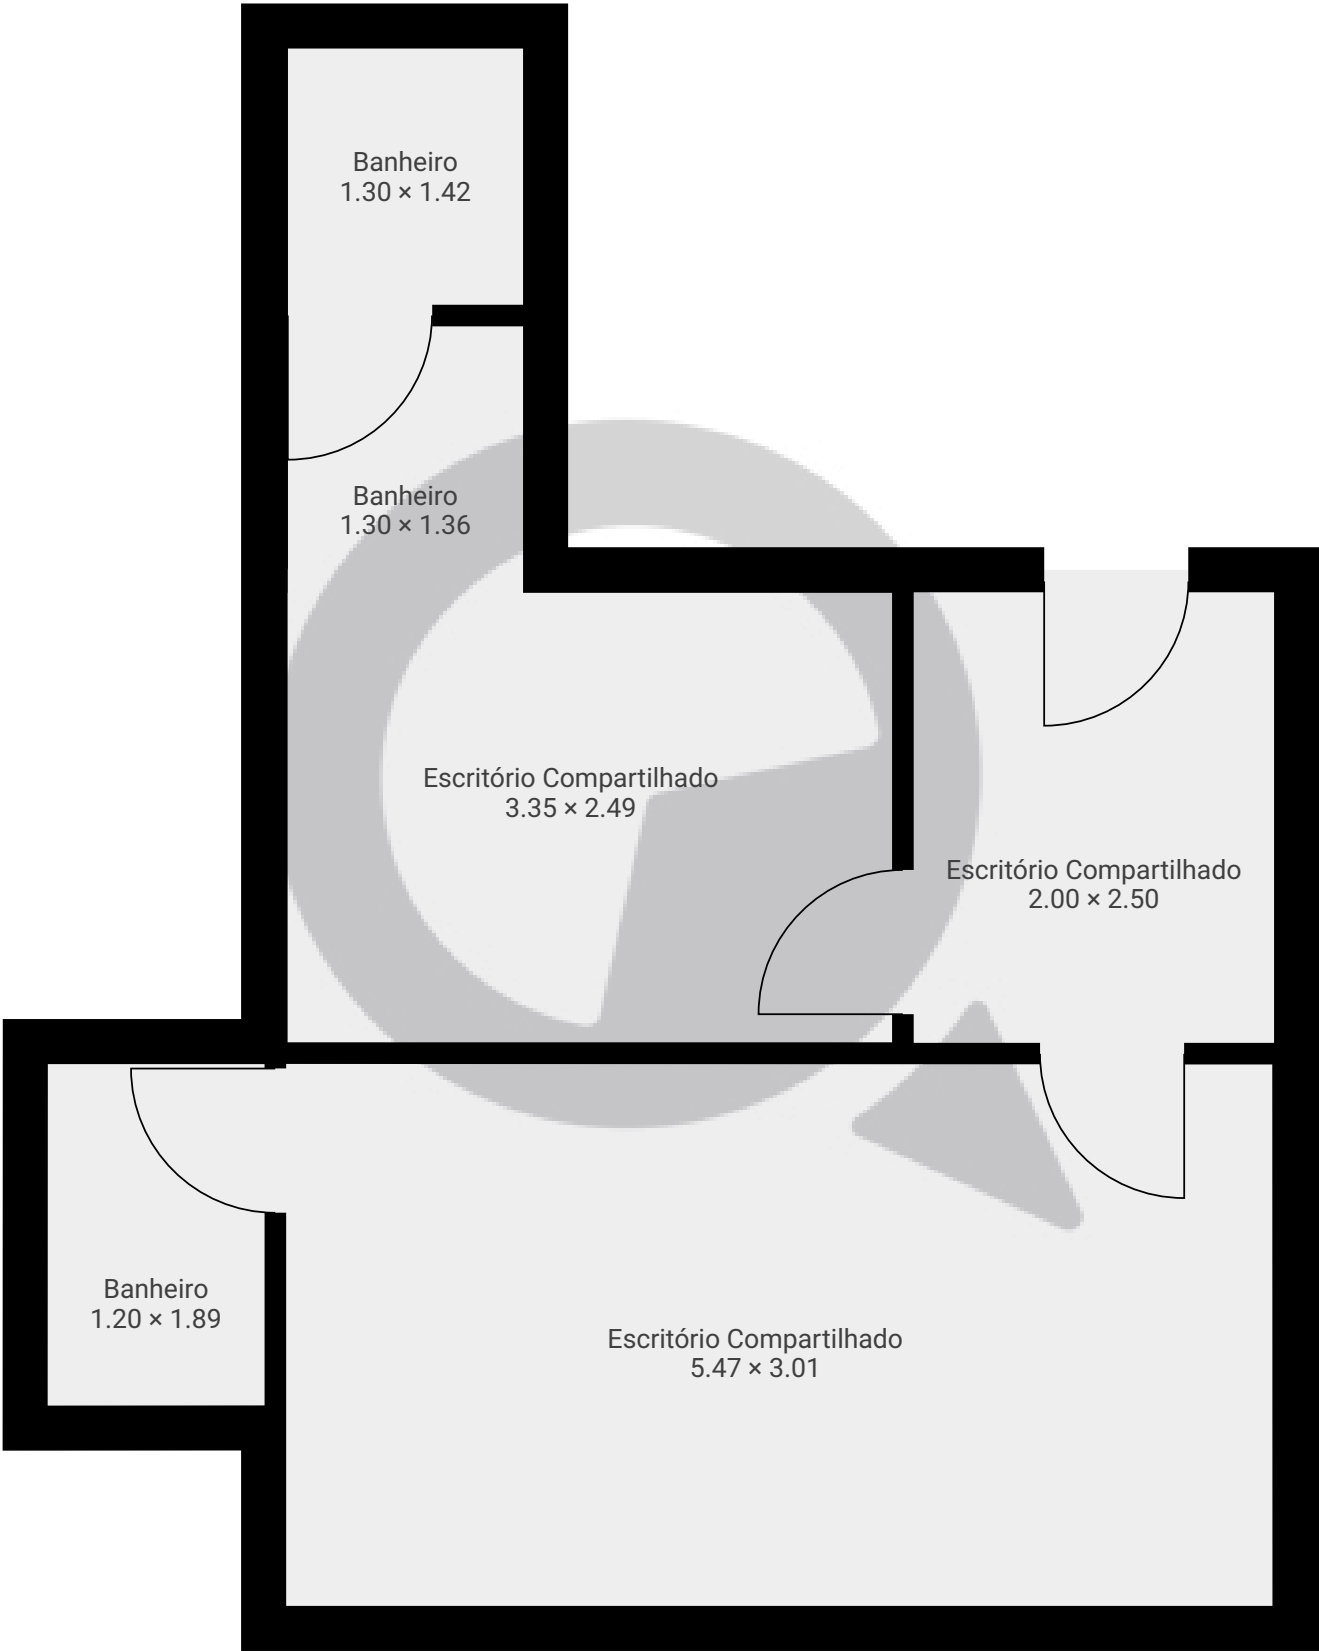 Banheiro
1.30 × 1.42
Banheiro
1.30 × 1.36
Escritório Compartilhado
3.35 × 2.49
Escritório Compartilhado
2.00 × 2.50
Banheiro
1.20 × 1.89
Escritório Compartilhado
5.47 × 3.01